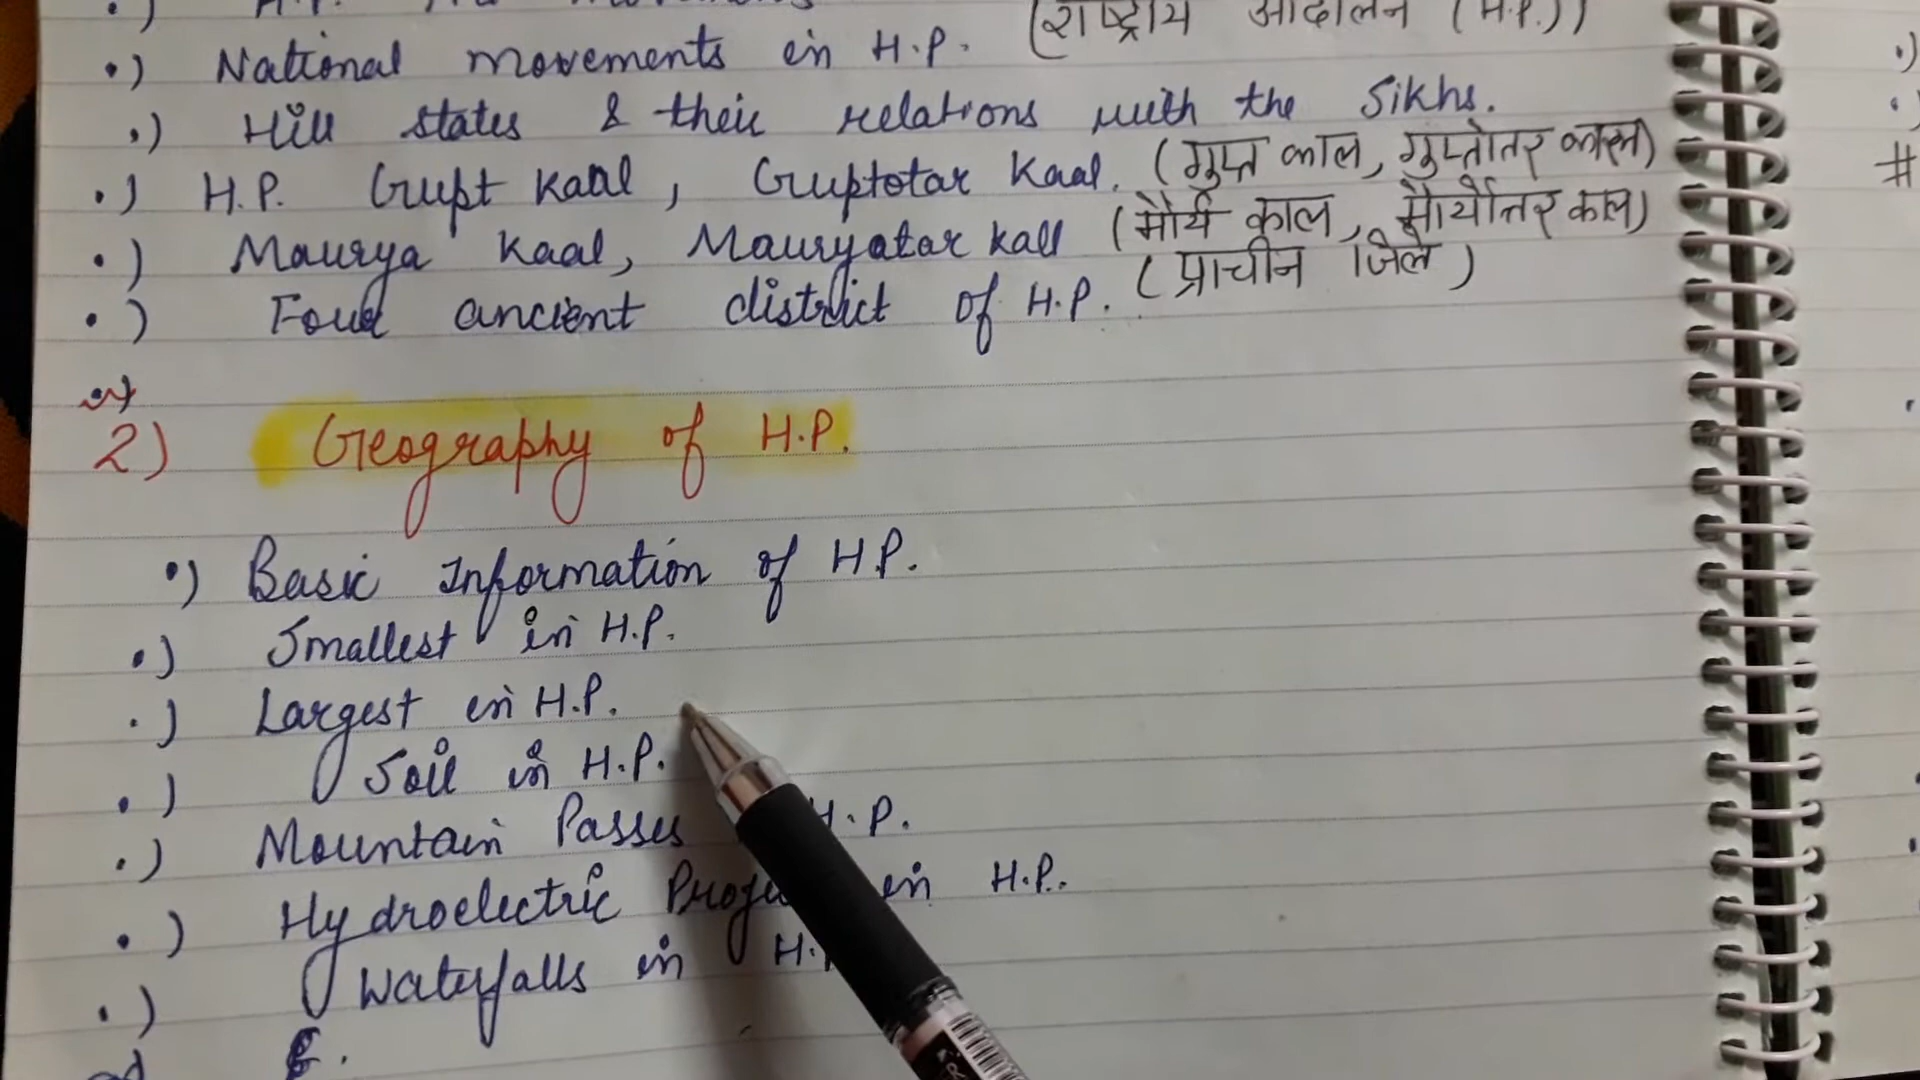 •) National movements in H.P. (राष्ट्रीय आंदोलन (H.P.))
•) Hill states & their relations with the Sikhs.
•) H.P. Gupt Kaal, Guptotar Kaal. (गुप्त काल, गुप्तोतर काल)
•) Maurya Kaal, Mauryatar Kall (मौर्य काल, मौर्योत्तर काल)
•) Four ancient district of H.P. (प्राचीन जिले)
2) Geography of H.P.
•) Basic Information of H.P.
•) Smallest in H.P.
•) Largest in H.P.
•) Soil in H.P.
•) Mountain Passes H.P.
•) Hydroelectric in H.P.
•) Waterfalls in
#